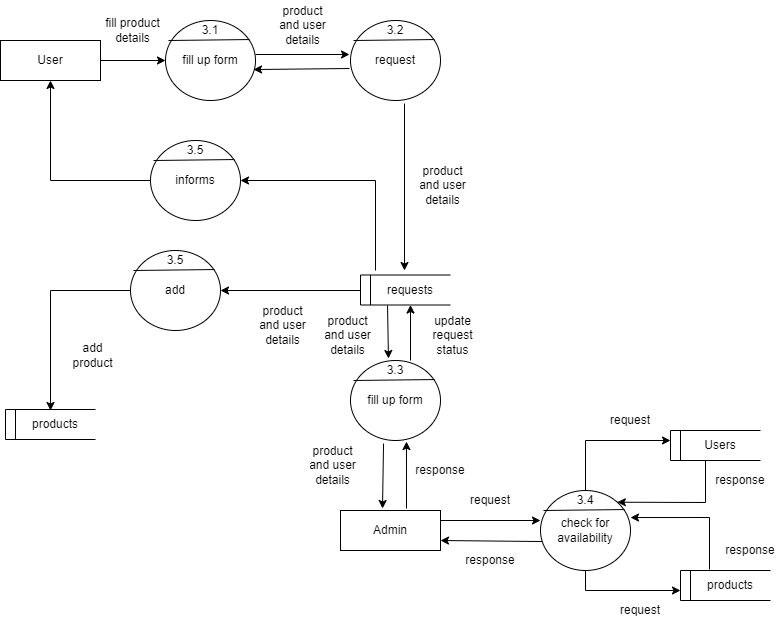 fill product
details
product
and user
details
3.1
3.2
User
fill up form
request
3.5
informs
product
and user
details
3.5
add
requests
product
and user
details
product
and user
details
update
request
status
add
product
3.3
fill up form
products
product
and user
details
response
request
Users
response
request
3.4
Admin
check for
availability
response
response
products
request